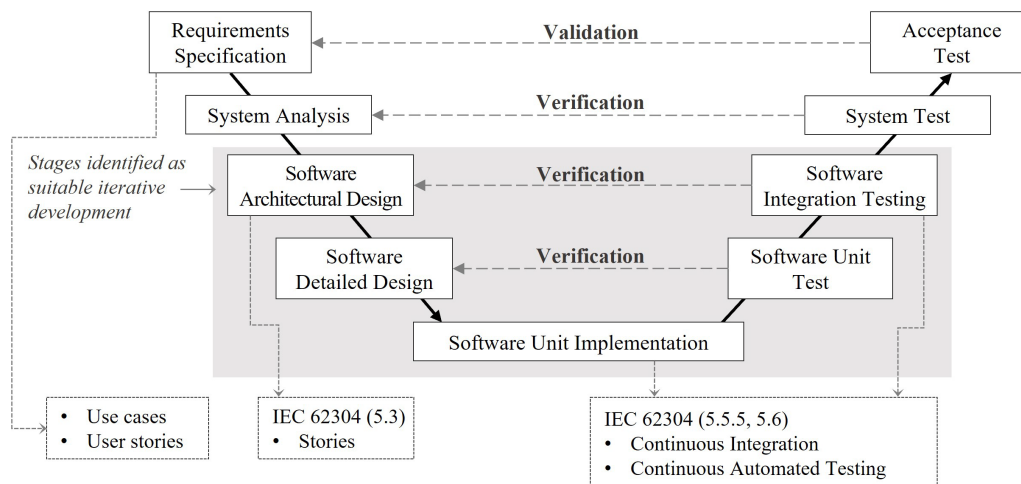 Requirements
Specification
Validation
Acceptance
Test
System Analysis
Verification
System Test
Stages identified as
suitable iterative
development
Software
Architectural Design
Verification
Software
Integration Testing
Software
Detailed Design
Verification
Software Unit
Test
Software Unit Implementation
• Use cases
• User stories
IEC 62304 (5.3)
• Stories
IEC 62304 (5.5.5, 5.6)
• Continuous Integration
• Continuous Automated Testing